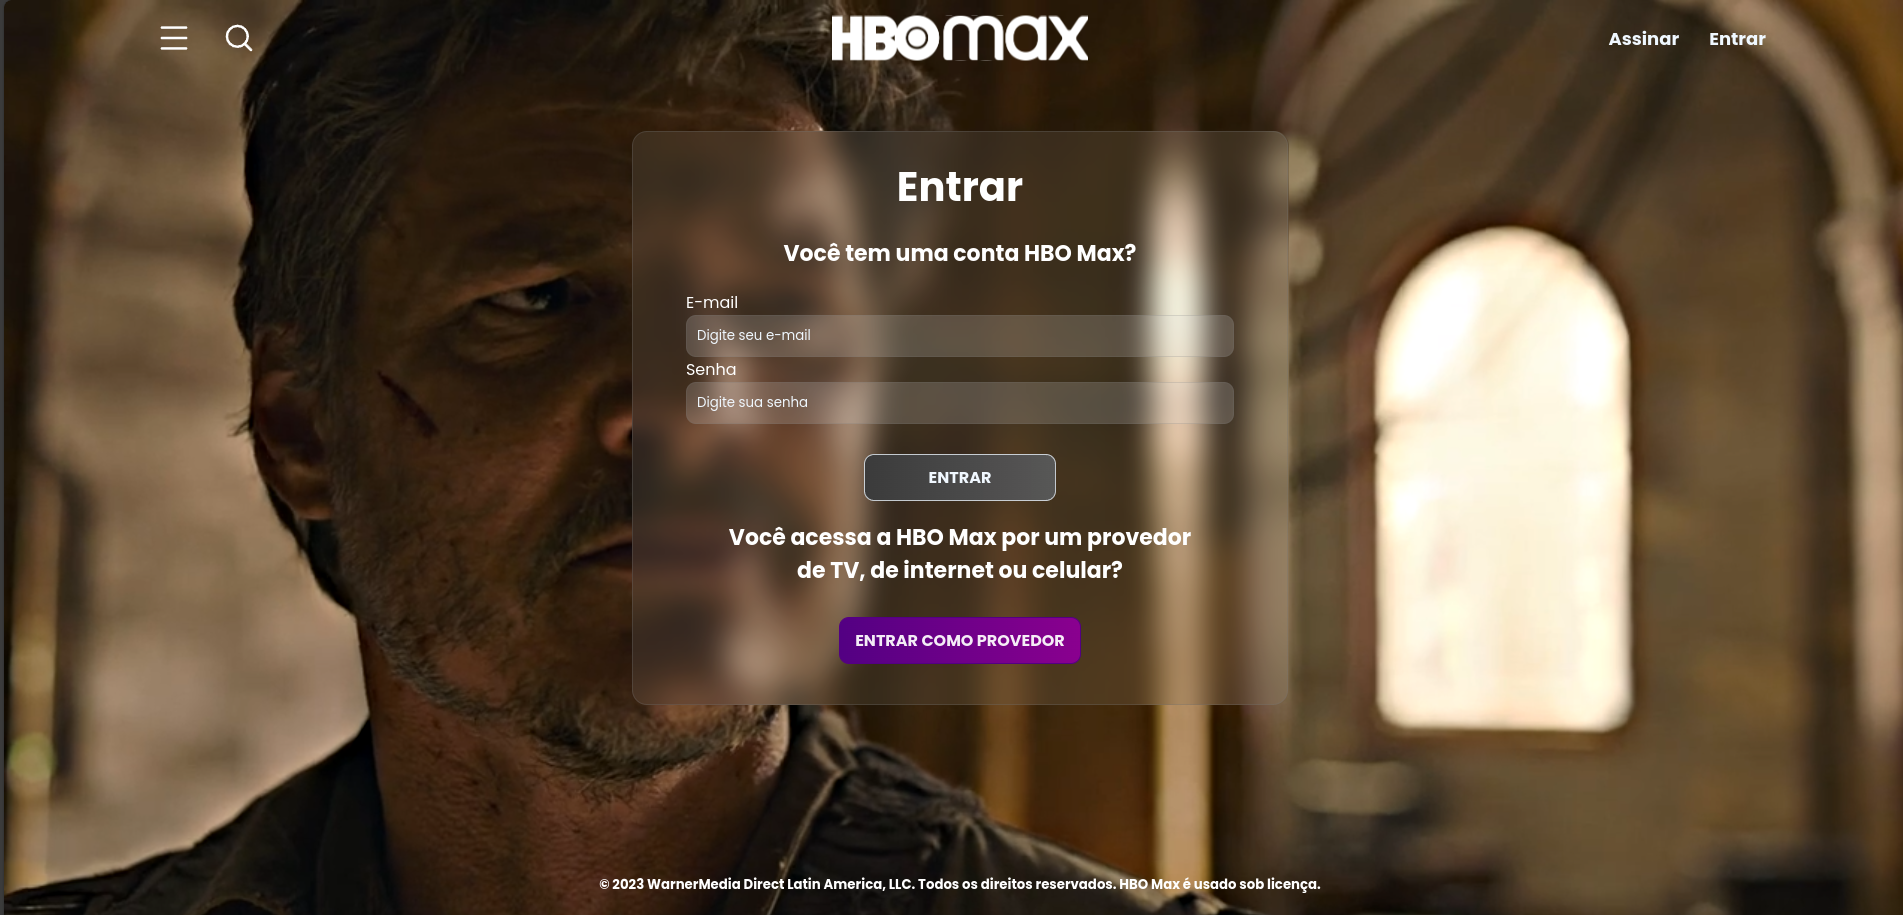 HBOmax
Assinar
Entrar
Entrar
Você tem uma conta HBO Max?
E-mail
Digite seu e-mail
Senha
Digite sua senha
ENTRAR
Você acessa a HBO Max por um provedor
de TV, de internet ou celular?
ENTRAR COMO PROVEDOR
© 2023 WarnerMedia Direct Latin America, LLC. Todos os direitos reservados. HBO Max é usado sob licença.